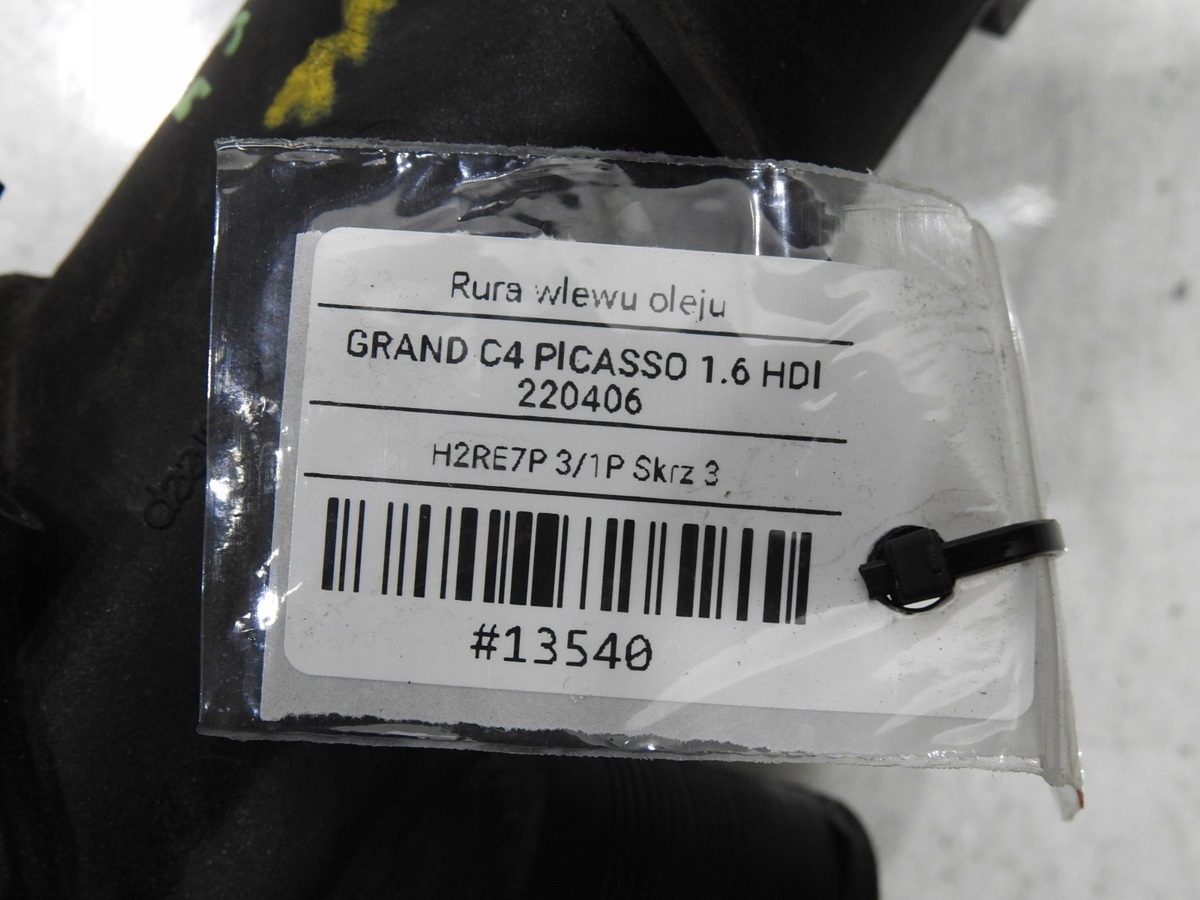 Rura wlewu oleju
GRAND C4 PICASSO 1.6 HDI
220406
H2RE7P 3/1P Skrz 3
#13540